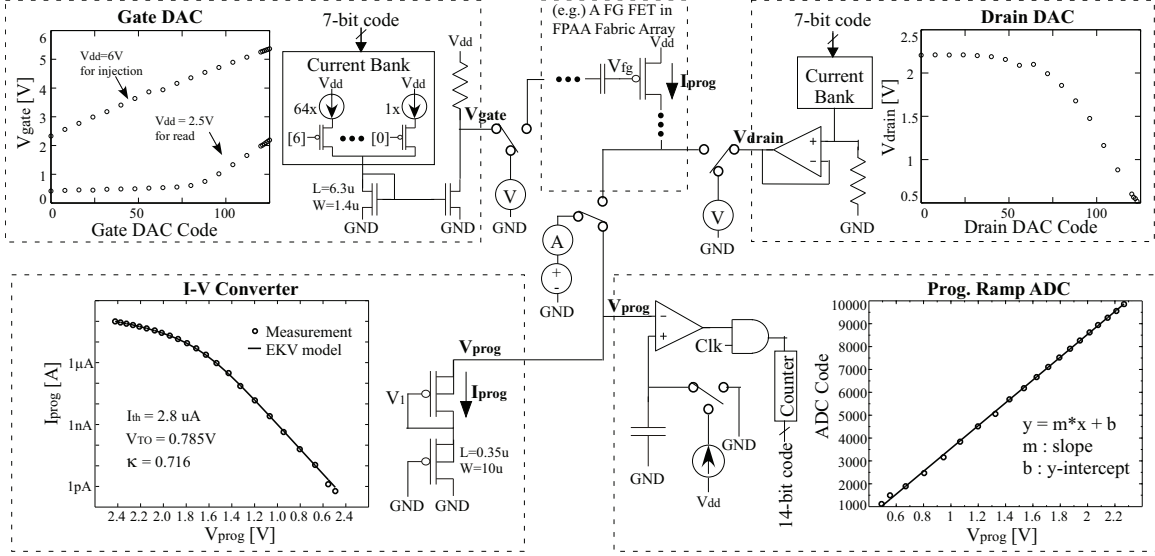 Gate DAC
6
5
4
3
2
1
0
Vgate [V]
Vdd=6V
for injection
Vdd = 2.5V
for read
0
50
100
Gate DAC Code
7-bit code
Current Bank
Vdd
Vdd
64x
1x
[6]
[0]
L=6.3u
W=1.4u
GND
GND
Vdd
Vgate
V
GND
(e.g.) A FG FET in
FPAA Fabric Array
Vdd
Vfg
Iprog
Vdrain
V
GND
A
+
-
GND
7-bit code
Current
Bank
+
-
GND
Drain DAC
2
2
1
0.5
Vdrain [V]
0
50
100
Drain DAC Code
I-V Converter
Measurement
EKV model
1μA
1nA
1pA
Iprog [A]
Ith = 2.8 uA
VTO = 0.785V
κ = 0.716
2.4 2.2 2.0 1.8 1.6 1.4 1.2 1.0 0.8 0.6 2.4
Vprog [V]
Vprog
V1
Iprog
L=0.35u
W=10u
GND
GND
Vprog
-
+
Clk
GND
GND
Vdd
Counter
14-bit code
Prog. Ramp ADC
10000
9000
8000
7000
6000
5000
4000
3000
2000
1000
ADC Code
y = m*x + b
m : slope
b : y-intercept
0.6 0.8 1 1.2 1.4 1.6 1.8 2 2.2
Vprog [V]